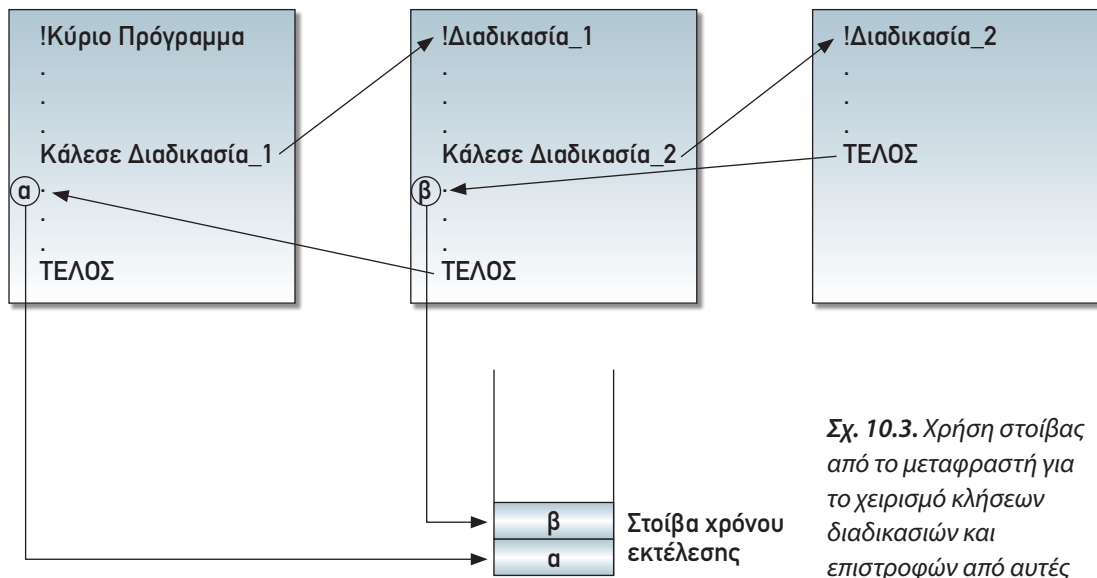 !Κύριο Πρόγραμμα
.
.
.
Κάλεσε Διαδικασία_1
α .
.
.
ΤΕΛΟΣ
!Διαδικασία_1
.
.
.
Κάλεσε Διαδικασία_2
β .
.
.
ΤΕΛΟΣ
!Διαδικασία_2
.
.
.
ΤΕΛΟΣ
β
α
Στοίβα χρόνου
εκτέλεσης
Σχ. 10.3. Χρήση στοίβας
από το μεταφραστή για
το χειρισμό κλήσεων
διαδικασιών και
επιστροφών από αυτές